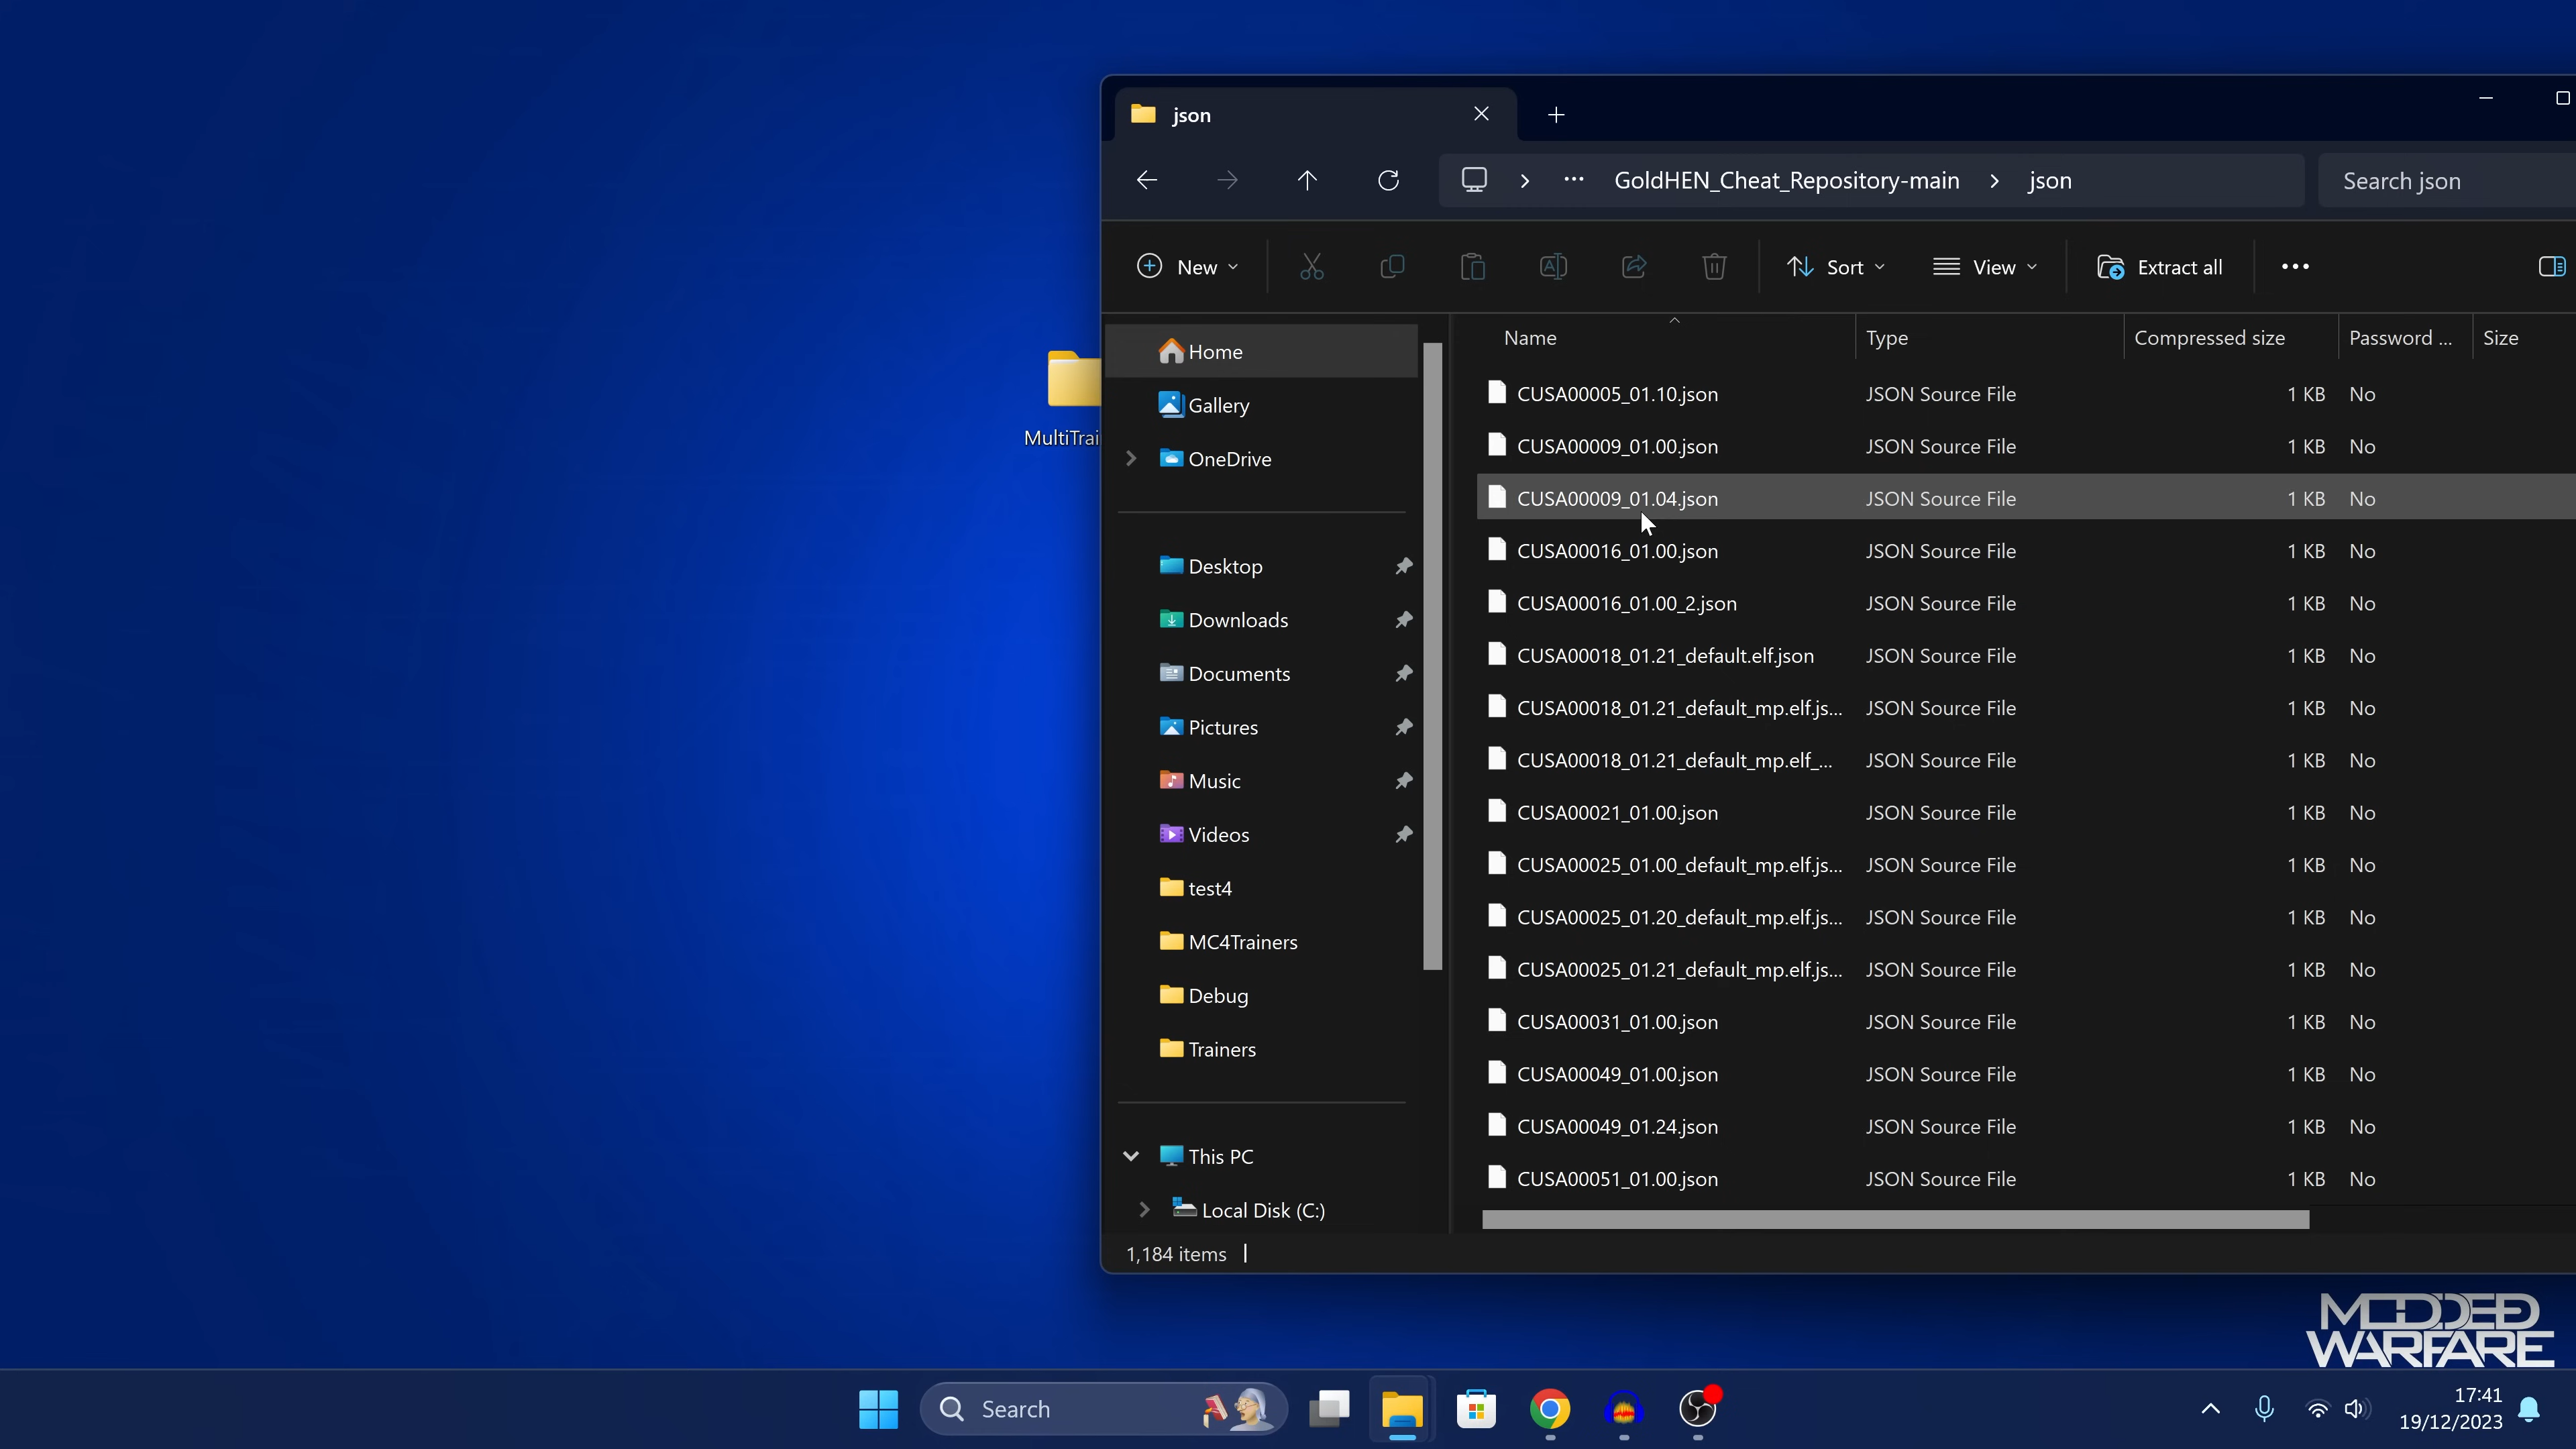 json
GoldHEN_Cheat_Repository-main
json
Search json
New
Sort
View
Extract all
Name
Type
Compressed size
Password ...
Size
Home
Gallery
OneDrive
Desktop
Downloads
Documents
Pictures
Music
Videos
test4
MC4Trainers
Debug
Trainers
This PC
Local Disk (C:)
CUSA00005_01.10.json JSON Source File 1 KB No
CUSA00009_01.00.json JSON Source File 1 KB No
CUSA00009_01.04.json JSON Source File 1 KB No
CUSA00016_01.00.json JSON Source File 1 KB No
CUSA00016_01.00_2.json JSON Source File 1 KB No
CUSA00018_01.21_default.elf.json JSON Source File 1 KB No
CUSA00018_01.21_default_mp.elf.js... JSON Source File 1 KB No
CUSA00018_01.21_default_mp.elf_... JSON Source File 1 KB No
CUSA00021_01.00.json JSON Source File 1 KB No
CUSA00025_01.00_default_mp.elf.js... JSON Source File 1 KB No
CUSA00025_01.20_default_mp.elf.js... JSON Source File 1 KB No
CUSA00025_01.21_default_mp.elf.js... JSON Source File 1 KB No
CUSA00031_01.00.json JSON Source File 1 KB No
CUSA00049_01.00.json JSON Source File 1 KB No
CUSA00049_01.24.json JSON Source File 1 KB No
CUSA00051_01.00.json JSON Source File 1 KB No
1,184 items
MultiTrai
MODDED
WARFARE
Search
17:41
19/12/2023